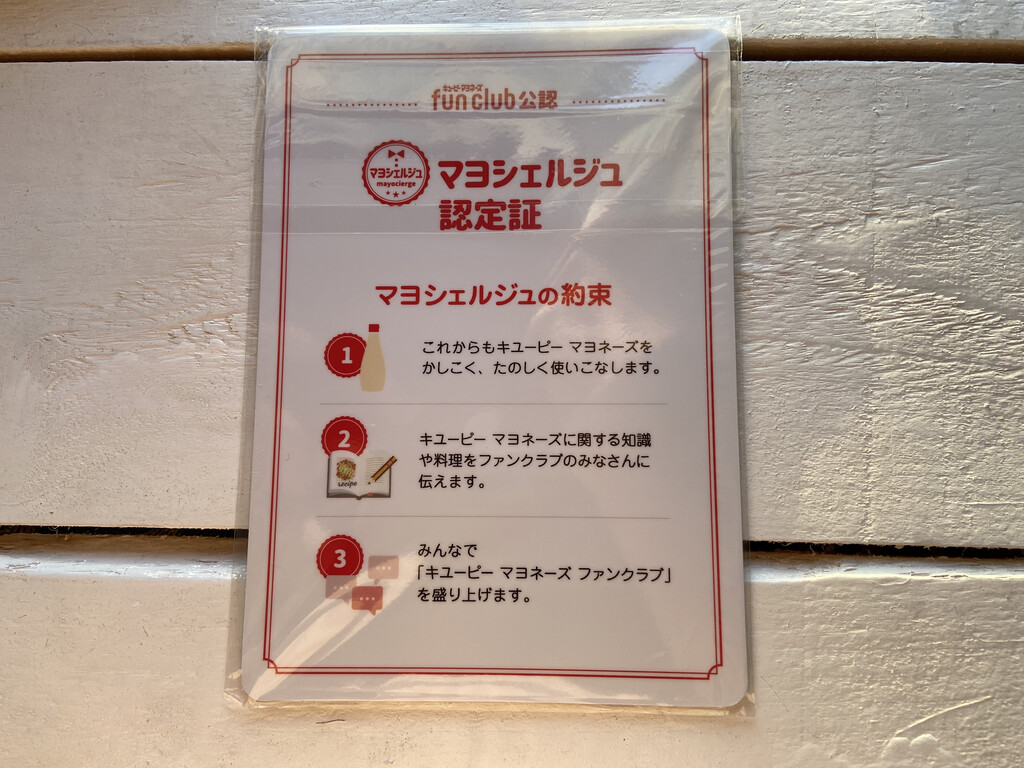 キユーピー マヨネーズ
fun club 公認
マヨシェルジュ
mayocierge
マヨシェルジュ
認定証
マヨシェルジュの約束
1
これからもキユーピー マヨネーズを
かしこく、たのしく使いこなします。
2
recipe
キユーピー マヨネーズに関する知識
や料理をファンクラブのみなさんに
伝えます。
3
みんなで
「キユーピー マヨネーズ ファンクラブ」
を盛り上げます。